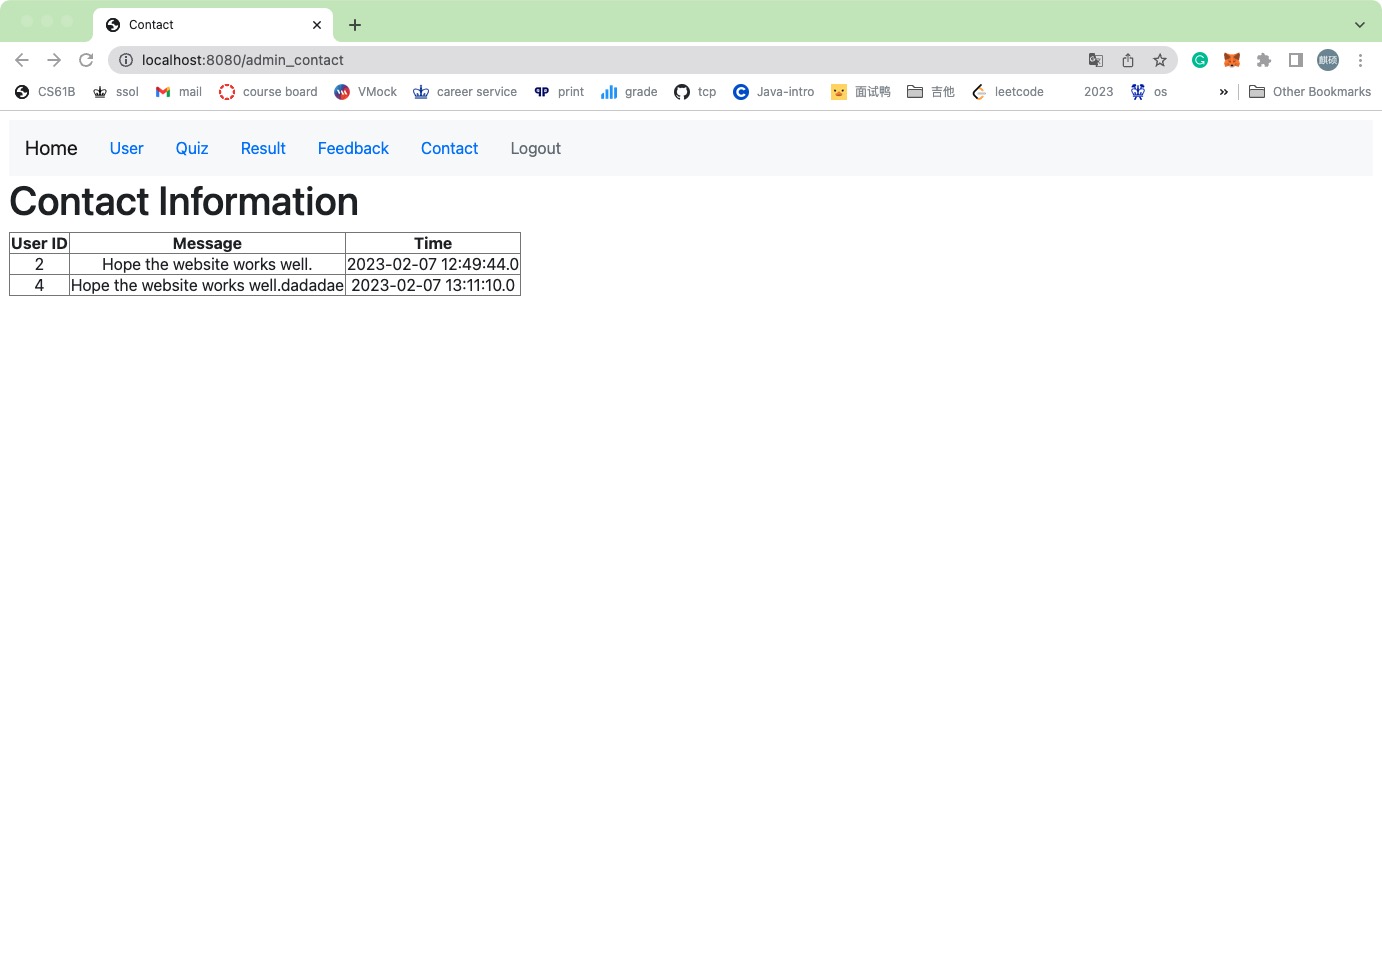 Contact
localhost:8080/admin_contact
麒硕
CS61B ssol mail course board VMock career service print grade tcp Java-intro 面试鸭 吉他 leetcode 2023 os » Other Bookmarks
Home User Quiz Result Feedback Contact Logout
Contact Information
User ID Message Time
2 Hope the website works well. 2023-02-07 12:49:44.0
4 Hope the website works well.dadadae 2023-02-07 13:11:10.0